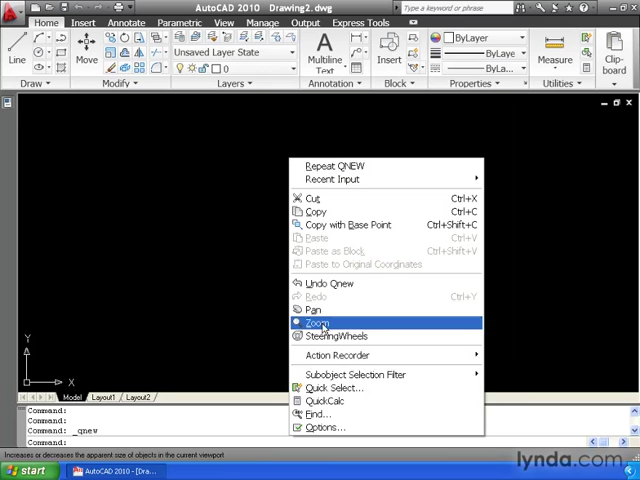 AutoCAD 2010 Drawing2.dwg
Type a keyword or phrase
Home Insert Annotate Parametric View Manage Output Express Tools
Line
Move
Unsaved Layer State
0
Multiline
Text
Insert
ByLayer
ByLaye
ByLaye
Measure
Clip-
board
Draw Modify Layers Annotation Block Properties Utilities
Repeat QNEW
Recent Input
Cut Ctrl+X
Copy Ctrl+C
Copy with Base Point Ctrl+Shift+C
Paste Ctrl+V
Paste as Block Ctrl+Shift+V
Paste to Original Coordinates
Undo Qnew
Redo Ctrl+Y
Pan
Zoom
SteeringWheels
Action Recorder
Subobject Selection Filter
Quick Select...
QuickCalc
Find...
Options...
Y
X
Model Layout1 Layout2
Command:
Command: _qnew
Command:
Increases or decreases the apparent size of objects in the current viewport
lynda.com
start
AutoCAD 2010 - [Dra...